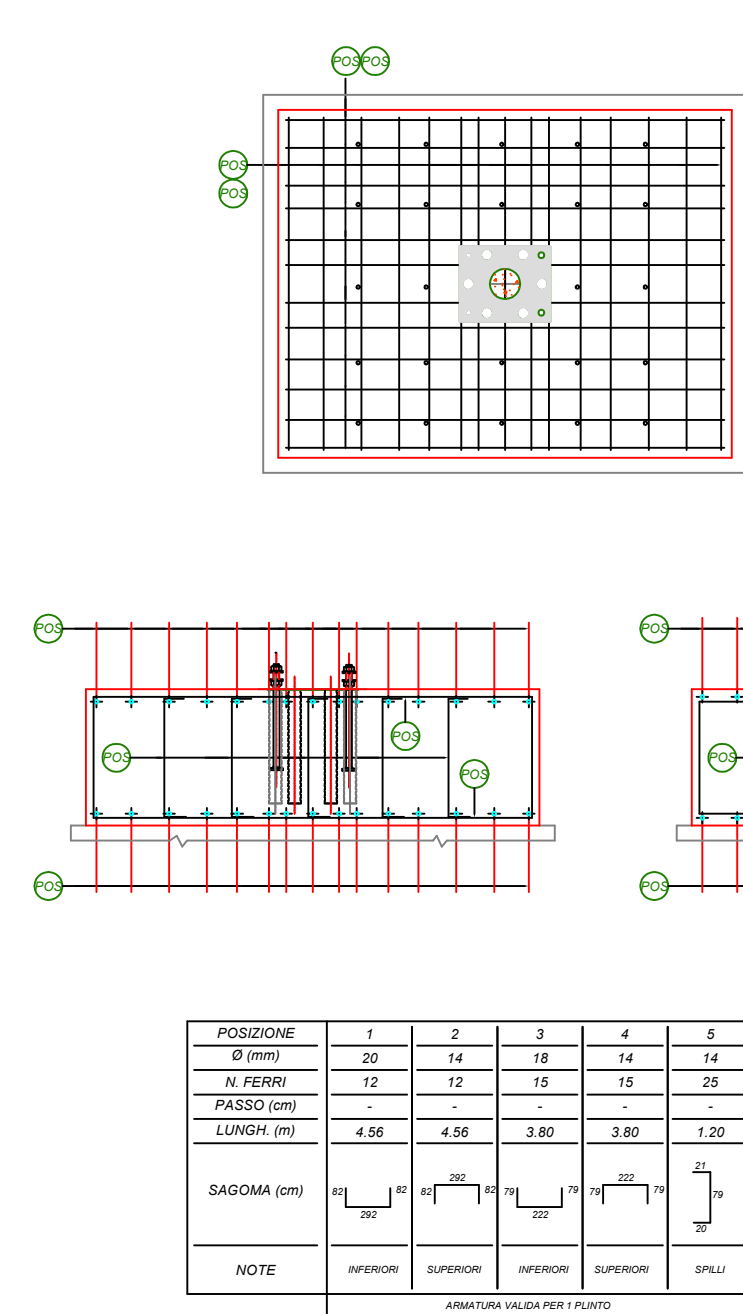 POS POS
POS
POS
POS
POS
POS
POS
POS
POS
POS
POS
POS
POSIZIONE 1 2 3 4 5
Ø (mm) 20 14 18 14 14
N. FERRI 12 12 15 15 25
PASSO (cm) - - - - -
LUNGH. (m) 4.56 4.56 3.80 3.80 1.20
SAGOMA (cm) 82 292 82 82 292 82 79 222 79 79 222 79 21 79 20
NOTE INFERIORI SUPERIORI INFERIORI SUPERIORI SPILLI
ARMATURA VALIDA PER 1 PLINTO